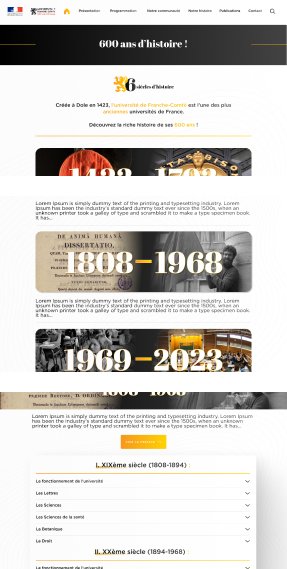 Présentation Programmation Notre communauté Notre histoire Publications Contact
600 ans d'histoire !
6 siècles d'histoire
Créée à Dole en 1423, l'université de Franche-Comté est l'une des plus
anciennes universités de France.
Découvrez la riche histoire de ses 600 ans !
1423 1793
Lorem Ipsum is simply dummy text of the printing and typesetting industry. Lorem
Ipsum has been the industry's standard dummy text ever since the 1500s, when an
unknown printer took a galley of type and scrambled it to make a type specimen book.
It has...
DE ANIMA HUMANA
DISSERTATIO,
1808–1968
Lorem Ipsum is simply dummy text of the printing and typesetting industry. Lorem
Ipsum has been the industry's standard dummy text ever since the 1500s, when an
unknown printer took a galley of type and scrambled it to make a type specimen book.
It has...
1969–2023
Lorem Ipsum is simply dummy text of the printing and typesetting industry. Lorem Ipsum
has been the industry's standard dummy text ever since the 1500s, when an
unknown printer took a galley of type and scrambled it to make a type specimen book. It
has...
I. XIXème siècle (1808-1894)
Le fonctionnement de l'université
Les Lettres
Les Sciences
Les Sciences de la santé
La Botanique
Le Droit
II. XXème siècle (1894-1968)
Le fonctionnement de l'université